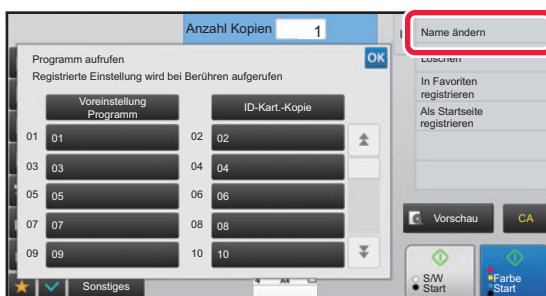 Anzahl Kopien 1
Programm aufrufen
OK
Registrierte Einstellung wird bei Berühren aufgerufen
Voreinstellung
Programm
ID-Kart.-Kopie
01 01
02 02
03 03
04 04
05 05
06 06
07 07
08 08
09 09
10 10
Sonstiges
A4
Name ändern
Löschen
In Favoriten
registrieren
Als Startseite
registrieren
Vorschau
CA
S/W
Start
Farbe
Start